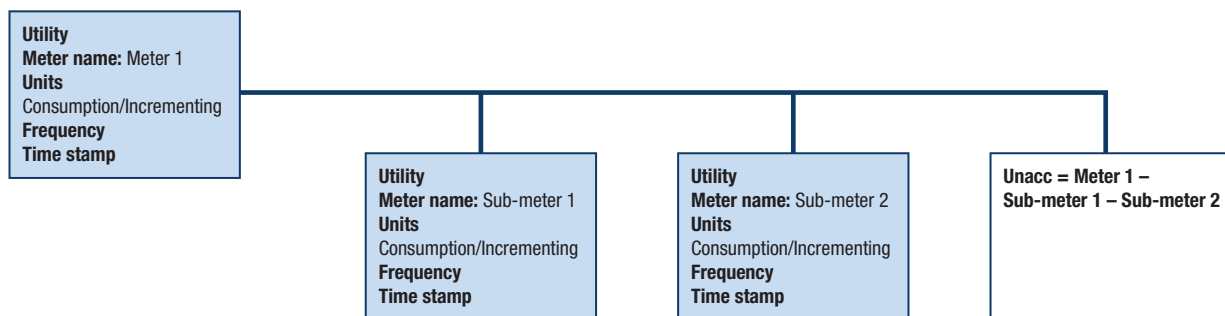 Utility
Meter name: Meter 1
Units
Consumption/Incrementing
Frequency
Time stamp
Utility
Meter name: Sub-meter 1
Units
Consumption/Incrementing
Frequency
Time stamp
Utility
Meter name: Sub-meter 2
Units
Consumption/Incrementing
Frequency
Time stamp
Unacc = Meter 1 –
Sub-meter 1 – Sub-meter 2